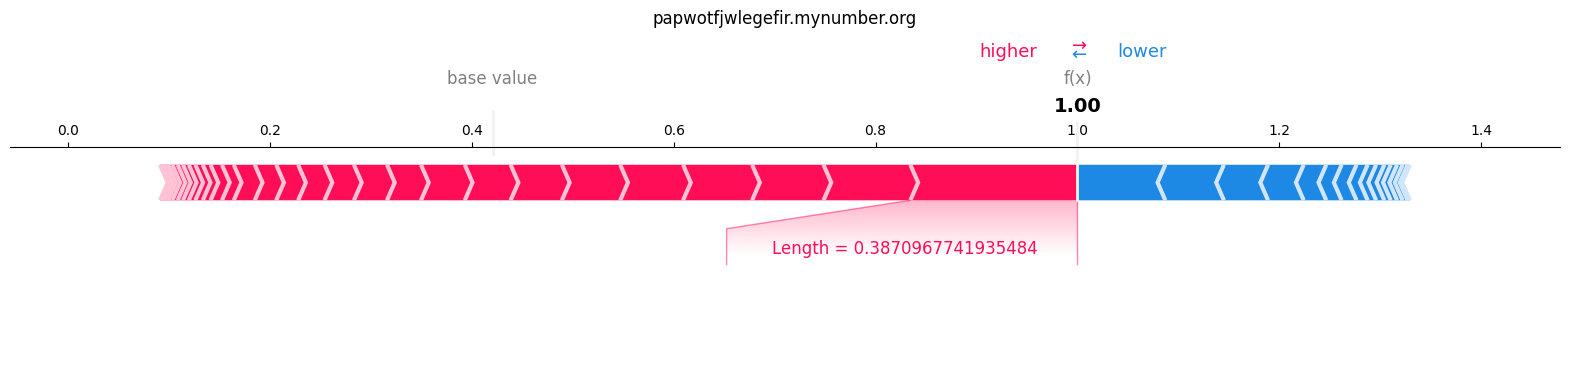 papwotfjwlegefir.mynumber.org
higher ⇄ lower
base value f(x)
1.00
0.0 0.2 0.4 0.6 0.8 1 0 1.2 1.4
Length = 0.3870967741935484